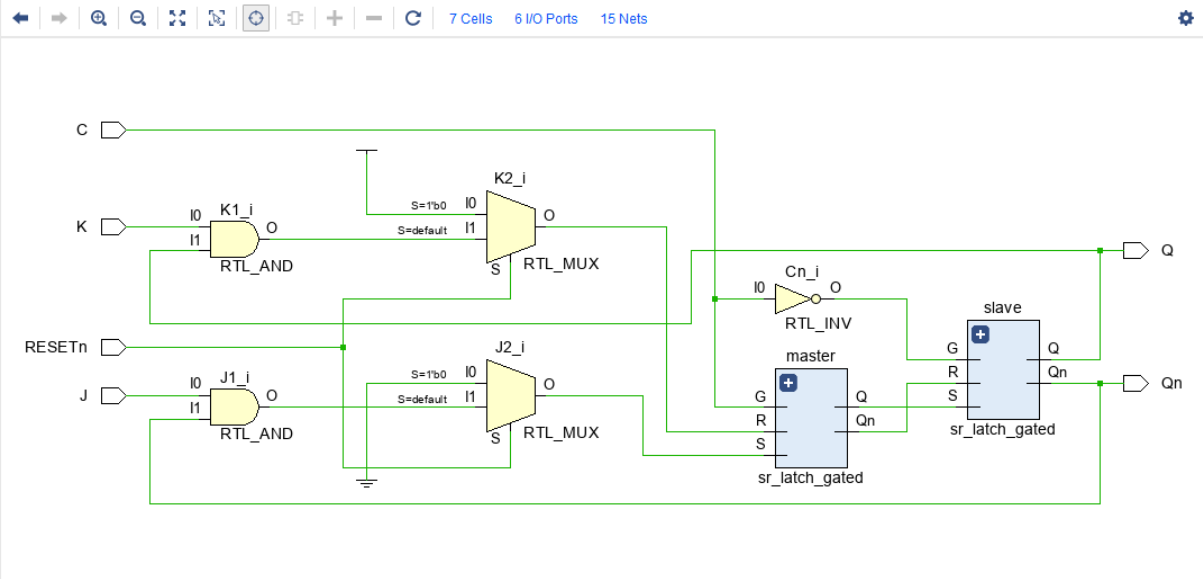 7 Cells 6 I/O Ports 15 Nets
C
K2_i
S=1'b0 I0 O
S=default I1
S RTL_MUX
K1_i
K I0 O
I1
RTL_AND
Q
Cn_i
I0 O
RTL_INV
slave
G Q
R Qn
S
sr_latch_gated
Qn
RESETn
J2_i
S=1'b0 I0 O
S=default I1
S RTL_MUX
J1_i
J I0 O
I1
RTL_AND
master
G Q
R Qn
S
sr_latch_gated